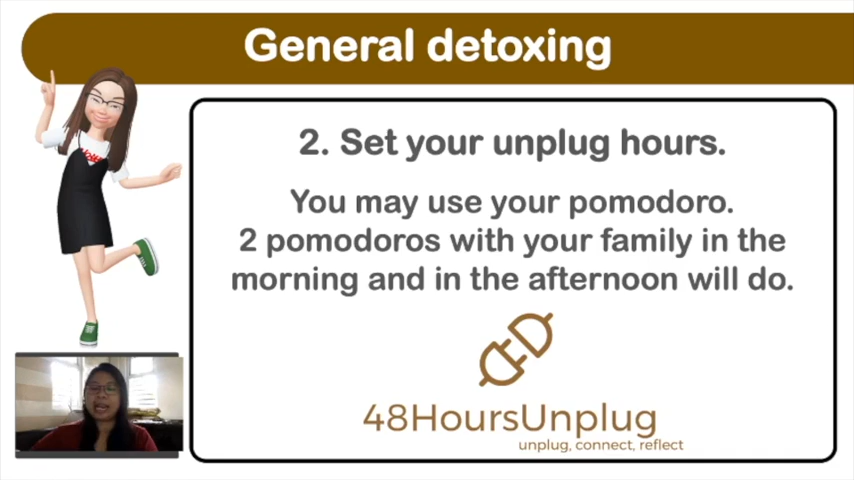 General detoxing
2. Set your unplug hours.
You may use your pomodoro.
2 pomodoros with your family in the
morning and in the afternoon will do.
48HoursUnplug
unplug, connect, reflect